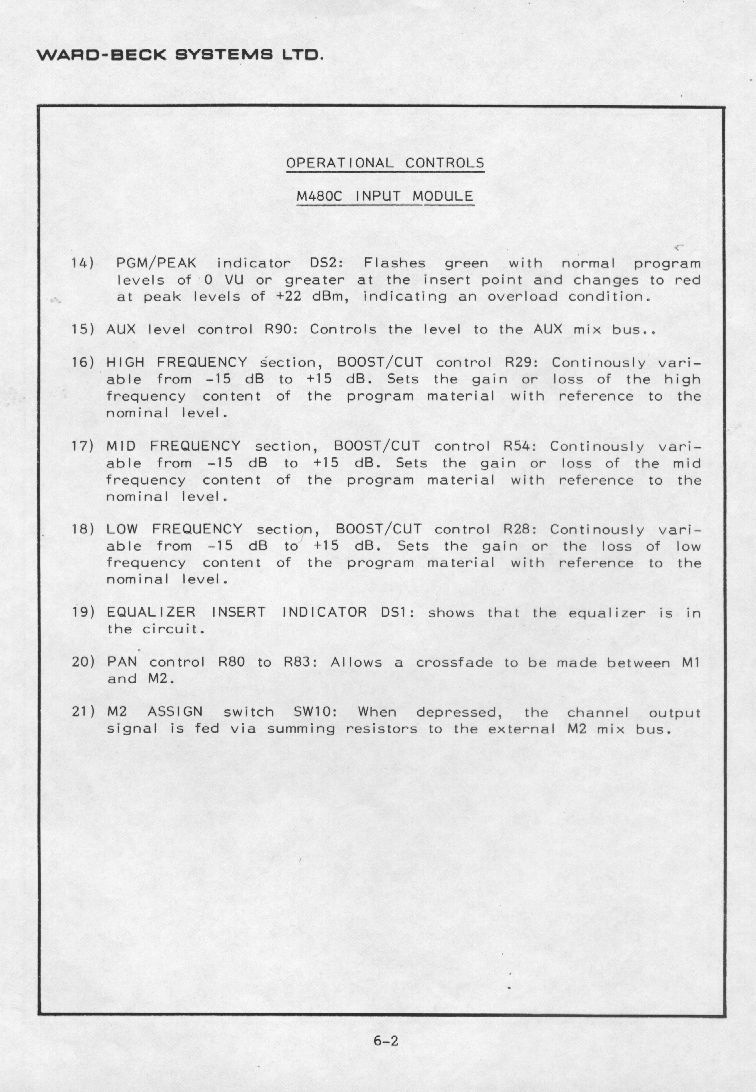 WARD-BECK SYSTEMS LTD.
OPERATIONAL CONTROLS
M480C INPUT MODULE
14) PGM/PEAK indicator DS2: Flashes green with normal program
levels of 0 VU or greater at the insert point and changes to red
at peak levels of +22 dBm, indicating an overload condition.
15) AUX level control R90: Controls the level to the AUX mix bus..
16) HIGH FREQUENCY section, BOOST/CUT control R29: Continously vari-
able from -15 dB to +15 dB. Sets the gain or loss of the high
frequency content of the program material with reference to the
nominal level.
17) MID FREQUENCY section, BOOST/CUT control R54: Continously vari-
able from -15 dB to +15 dB. Sets the gain or loss of the mid
frequency content of the program material with reference to the
nominal level.
18) LOW FREQUENCY section, BOOST/CUT control R28: Continously vari-
able from -15 dB to +15 dB. Sets the gain or the loss of low
frequency content of the program material with reference to the
nominal level.
19) EQUALIZER INSERT INDICATOR DS1: shows that the equalizer is in
the circuit.
20) PAN control R80 to R83: Allows a crossfade to be made between M1
and M2.
21) M2 ASSIGN switch SW10: When depressed, the channel output
signal is fed via summing resistors to the external M2 mix bus.
6-2